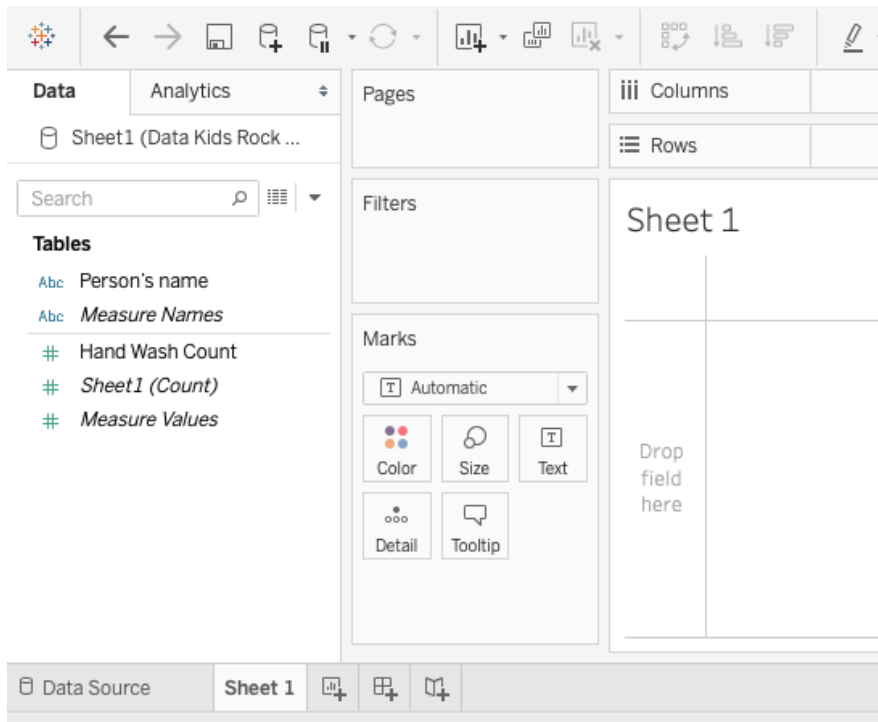 Data
Analytics
Sheet1 (Data Kids Rock ...
Search
Tables
Abc Person's name
Abc Measure Names
# Hand Wash Count
# Sheet1 (Count)
# Measure Values
Pages
Filters
Marks
T Automatic
Color
Size
T
Text
Detail
Tooltip
iii Columns
Rows
Sheet 1
Drop
field
here
Data Source
Sheet 1